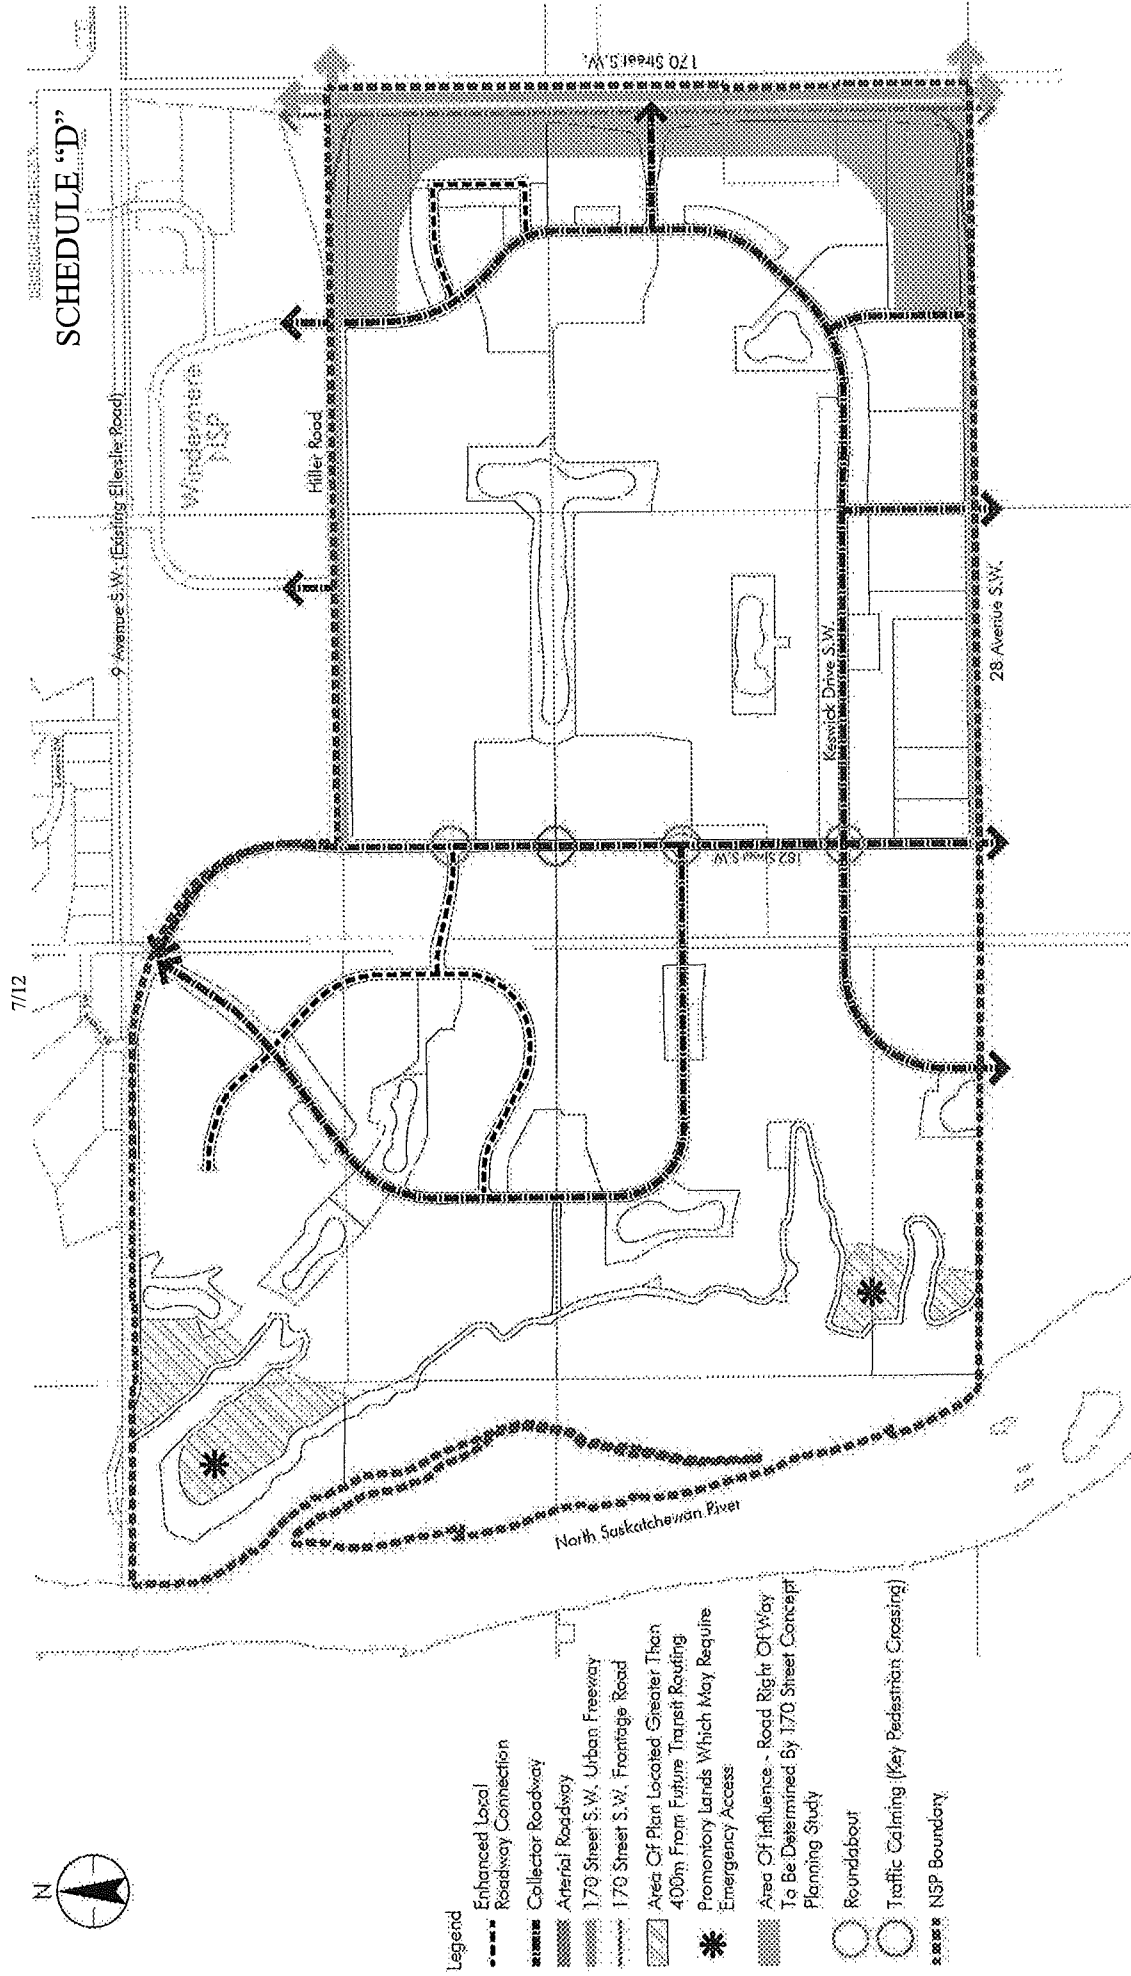 7/12
SCHEDULE "D"
9 Avenue S.W. (Existing Ellerslie Road)
Windermere
NSP
Hiller Road
170 Street S.W.
182 Street S.W.
Keswick Drive S.W.
28 Avenue S.W.
North Saskatchewan River
N
Legend
Enhanced Local
Roadway Connection
Collector Roadway
Arterial Roadway
170 Street S.W. Urban Freeway
170 Street S.W. Frontage Road
Area Of Plan Located Greater Than
400m From Future Transit Routing
Promontory Lands Which May Require
Emergency Access
Area Of Influence - Road Right Of Way
To Be Determined By 170 Street Concept
Planning Study
Roundabout
Traffic Calming (Key Pedestrian Crossing)
NSP Boundary